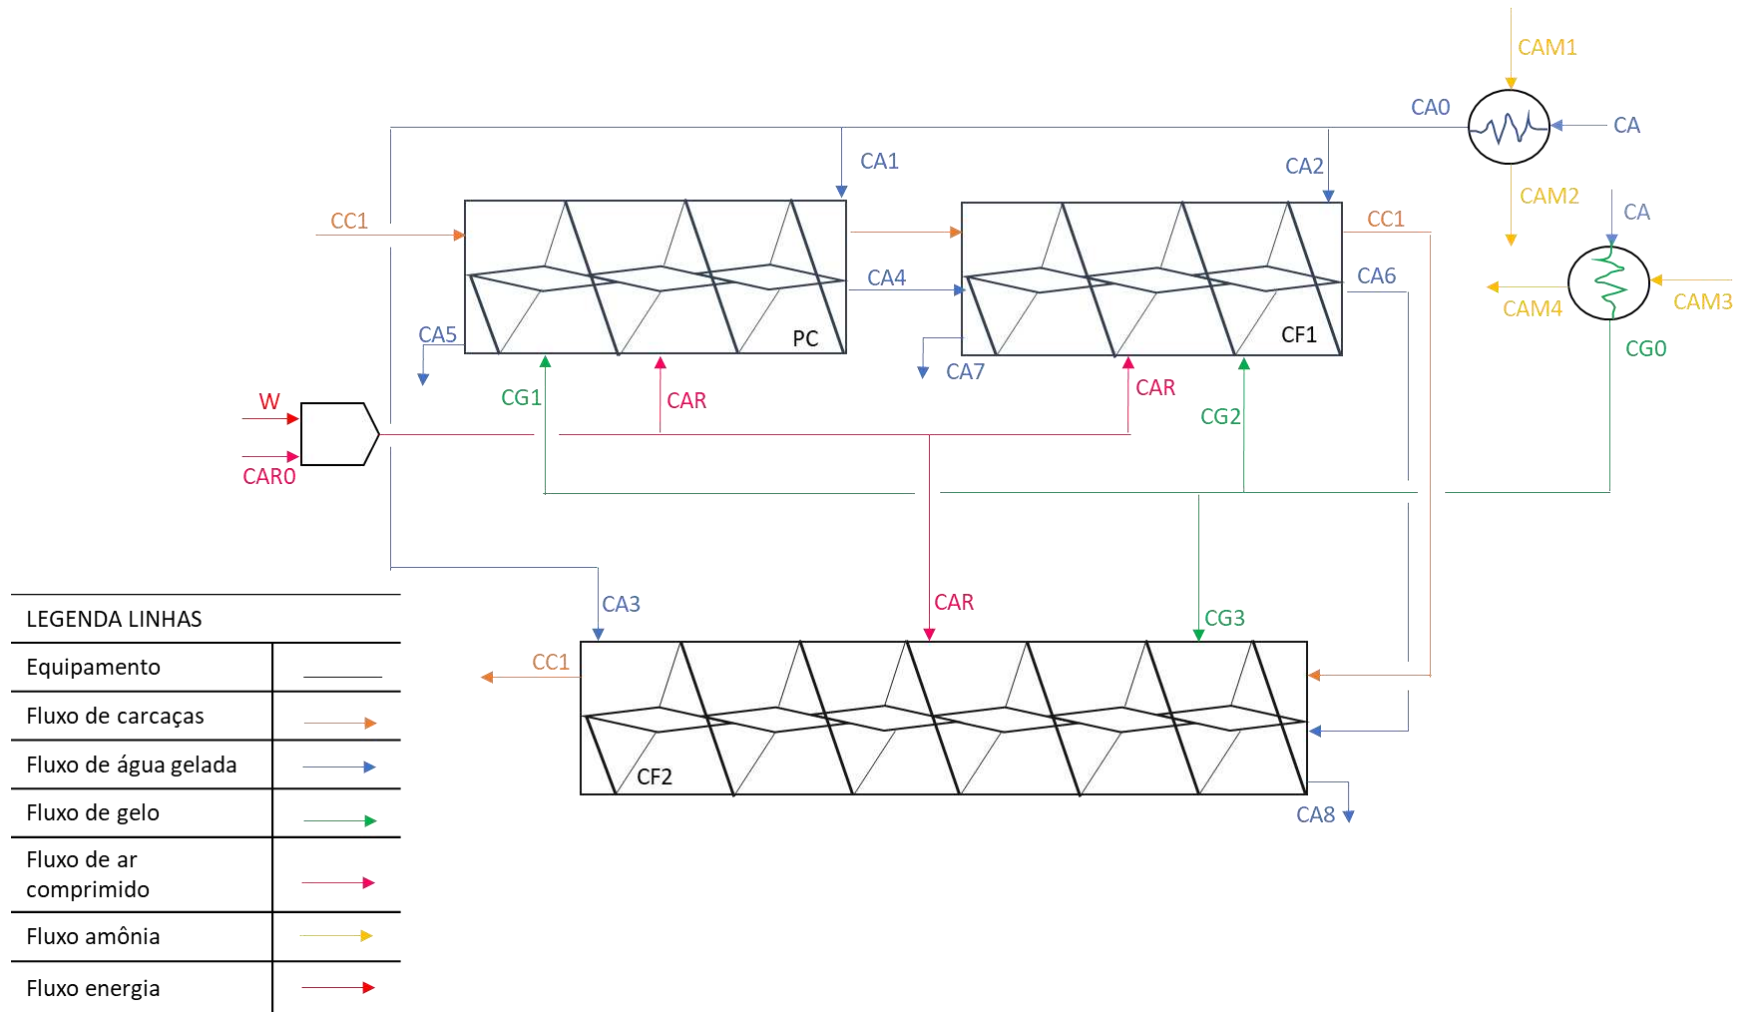 CAM1
CA0
CA
CA1
CA2
CAM2
CA
CC1
CC1
CA4
CA6
CAM4
CAM3
CA5
PC
CF1
CG0
CA7
CG1
CAR
CAR
CG2
W
CAR0
CA3
CAR
CG3
CC1
CF2
CA8
LEGENDA LINHAS
Equipamento
Fluxo de carcaças
Fluxo de água gelada
Fluxo de gelo
Fluxo de ar
comprimido
Fluxo amônia
Fluxo energia